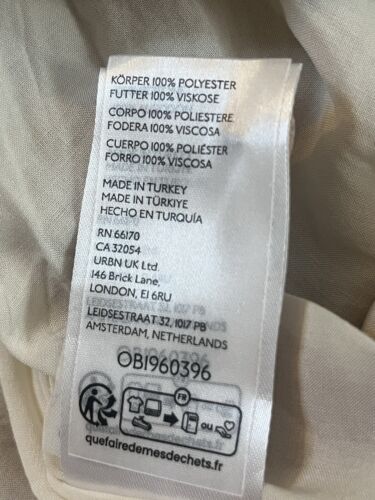 KÖRPER 100% POLYESTER
FUTTER 100% VISKOSE
CORPO 100% POLIESTERE
FODERA 100% VISCOSA
CUERPO 100% POLIÉSTER
FORRO 100% VISCOSA
MADE IN TURKEY
MADE IN TÜRKIYE
HECHO EN TURQUÍA
RN 66170
CA 32054
URBN UK Ltd.
146 Brick Lane,
LONDON, E1 6RU
LEIDSESTRAAT 32, 1017 PB
AMSTERDAM, NETHERLANDS
OB1960396
FR
OU
quefairedemesdechets.fr